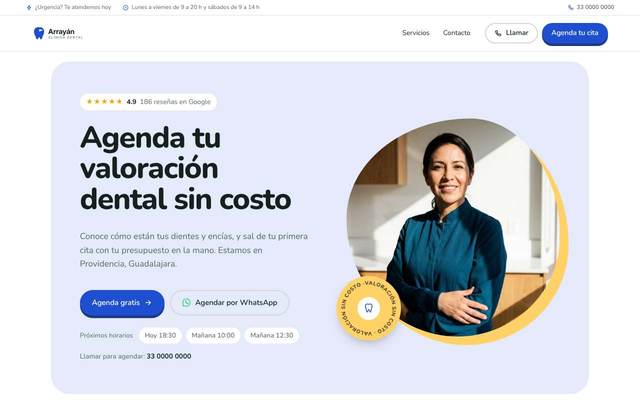 ¿Urgencia? Te atendemos hoy
Lunes a viernes de 9 a 20 h y sábados de 9 a 14 h
33 0000 0000
Arrayán
CLÍNICA DENTAL
Servicios
Contacto
Llamar
Agenda tu cita
★★★★★ 4.9 186 reseñas en Google
Agenda tu
valoración
dental sin costo
Conoce cómo están tus dientes y encías, y sal de tu primera
cita con tu presupuesto en la mano. Estamos en
Providencia, Guadalajara.
Agenda gratis →
Agendar por WhatsApp
Próximos horarios
Hoy 18:30
Mañana 10:00
Mañana 12:30
Llamar para agendar: 33 0000 0000
VALORACIÓN SIN COSTO · VALORACIÓN SIN COSTO ·